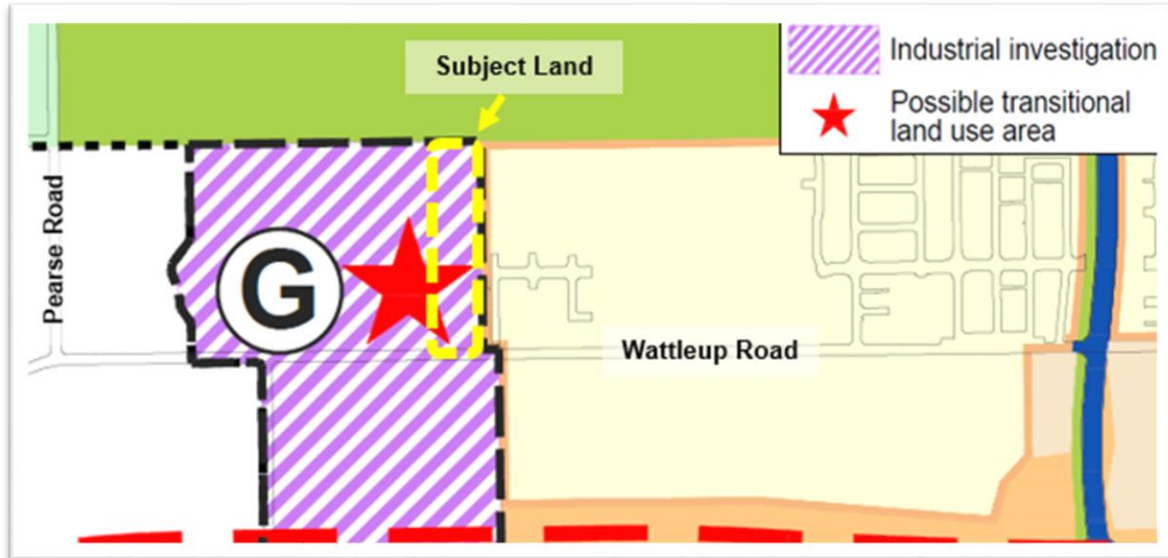 Subject Land
Industrial investigation
Possible transitional
land use area
Pearse Road
G
Wattleup Road